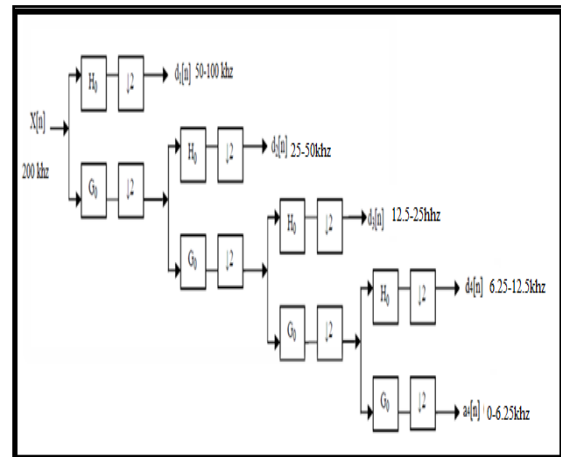 H₀ ↓2 d₁[n] 50-100 khz
X[n]
200 khz
G₀ ↓2
H₀ ↓2 d₂[n] 25-50khz
G₀ ↓2
H₀ ↓2 d₃[n] 12.5-25hhz
G₀ ↓2
H₀ ↓2 d4[n] 6.25-12.5khz
G₀ ↓2 a4[n] 0-6.25khz